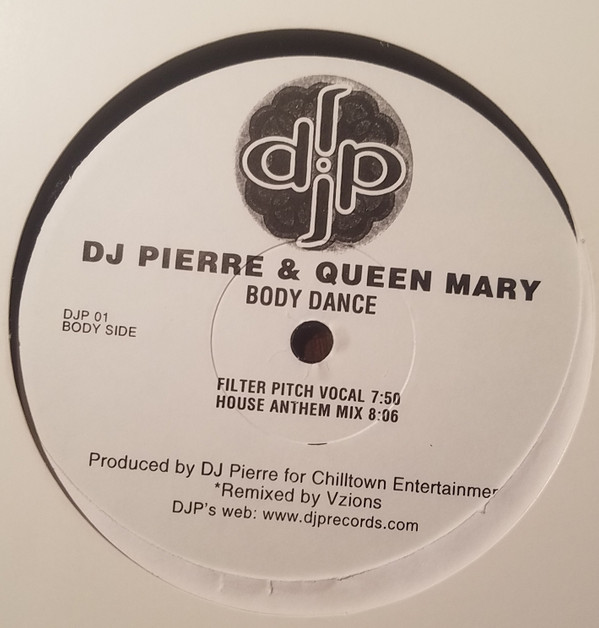 djp
DJ PIERRE & QUEEN MARY
BODY DANCE
DJP 01
BODY SIDE
FILTER PITCH VOCAL 7:50
HOUSE ANTHEM MIX 8:06
Produced by DJ Pierre for Chilltown Entertainmen
*Remixed by Vzions
DJP's web: www.djprecords.com